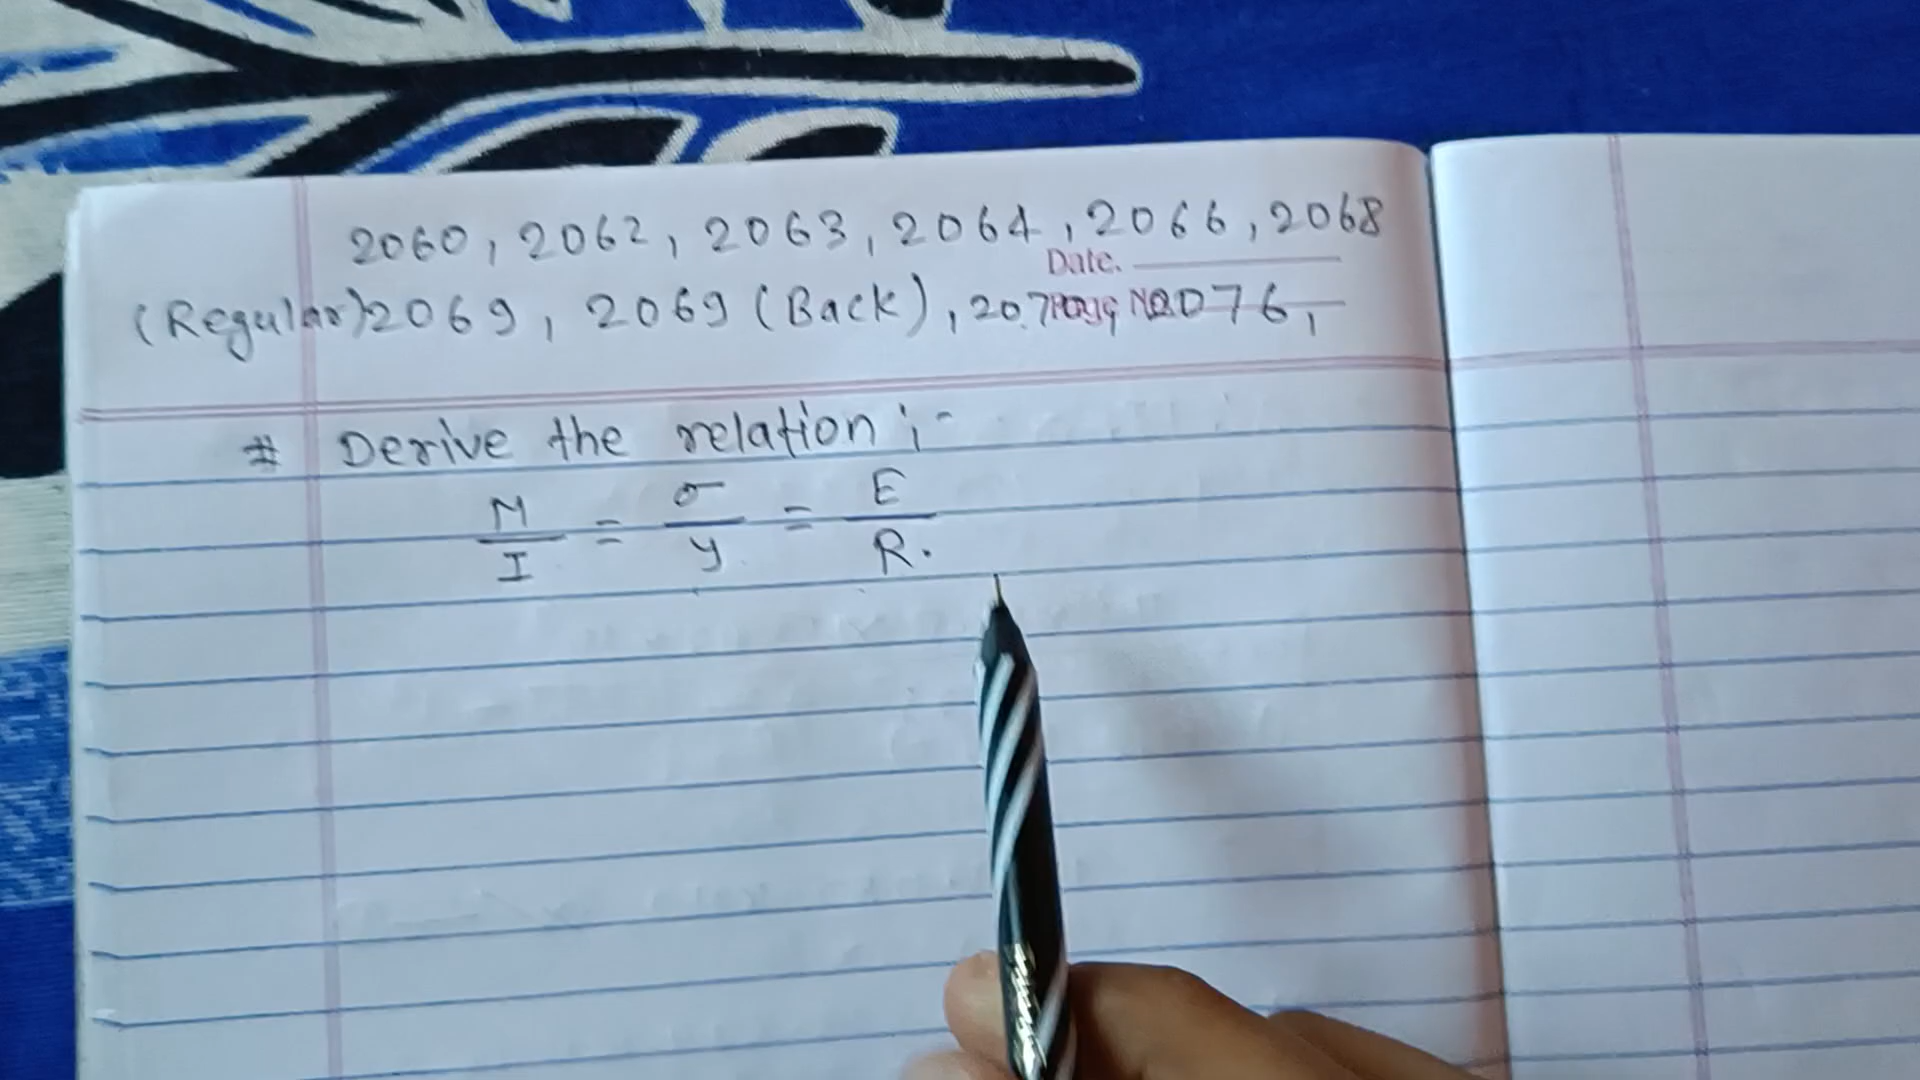 2060, 2062, 2063, 2064, 2066, 2068
Date.
(Regular) 2069, 2069 (Back), 2076,
# Derive the relation :-
M/I = σ/y = E/R.